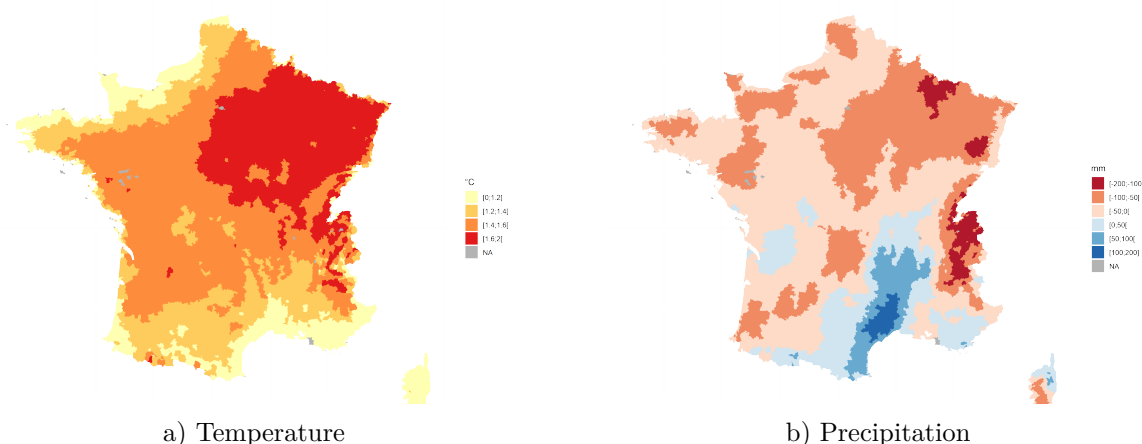 °C
[0;1.2[
[1.2;1.4[
[1.4;1.6[
[1.6;2[
NA
mm
[-200;-100[
[-100;-50[
[-50;0[
[0;50[
[50;100[
[100;200[
NA
a) Temperature
b) Precipitation